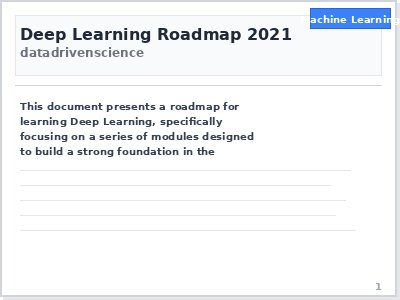 achine Learning
Deep Learning Roadmap 2021
datadrivenscience
This document presents a roadmap for
learning Deep Learning, specifically
focusing on a series of modules designed
to build a strong foundation in the
1